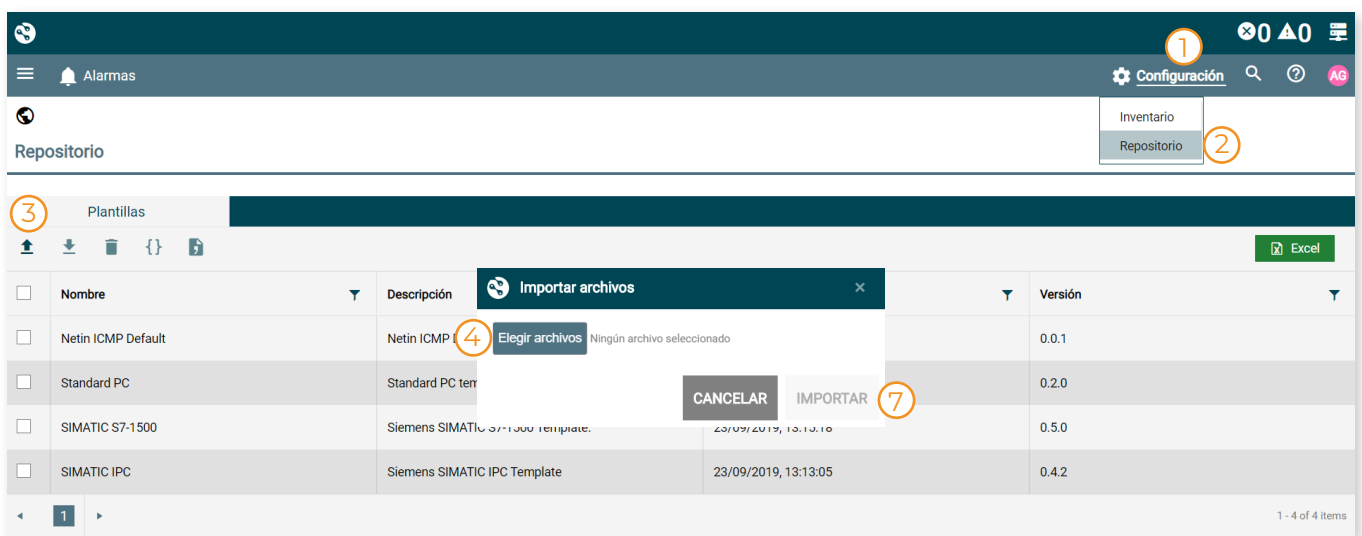 1
0 0
Alarmas
Configuración
AG
Inventario
Repositorio
2
Repositorio
3
Plantillas
{}
Excel
Nombre
Descripción
Importar archivos
×
Versión
Netin ICMP Default
Netin ICMP
4
Elegir archivos
Ningún archivo seleccionado
0.0.1
Standard PC
Standard PC
CANCELAR
IMPORTAR
7
0.2.0
SIMATIC S7-1500
Siemens SIMATIC S7-1500 Template.
23/09/2019, 13:15:18
0.5.0
SIMATIC IPC
Siemens SIMATIC IPC Template
23/09/2019, 13:13:05
0.4.2
1
1 - 4 of 4 items